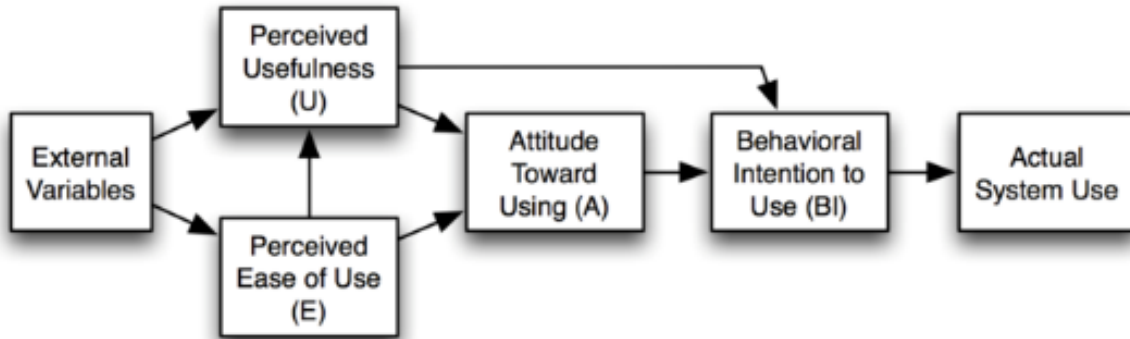 External
Variables
Perceived
Usefulness
(U)
Perceived
Ease of Use
(E)
Attitude
Toward
Using (A)
Behavioral
Intention to
Use (BI)
Actual
System Use